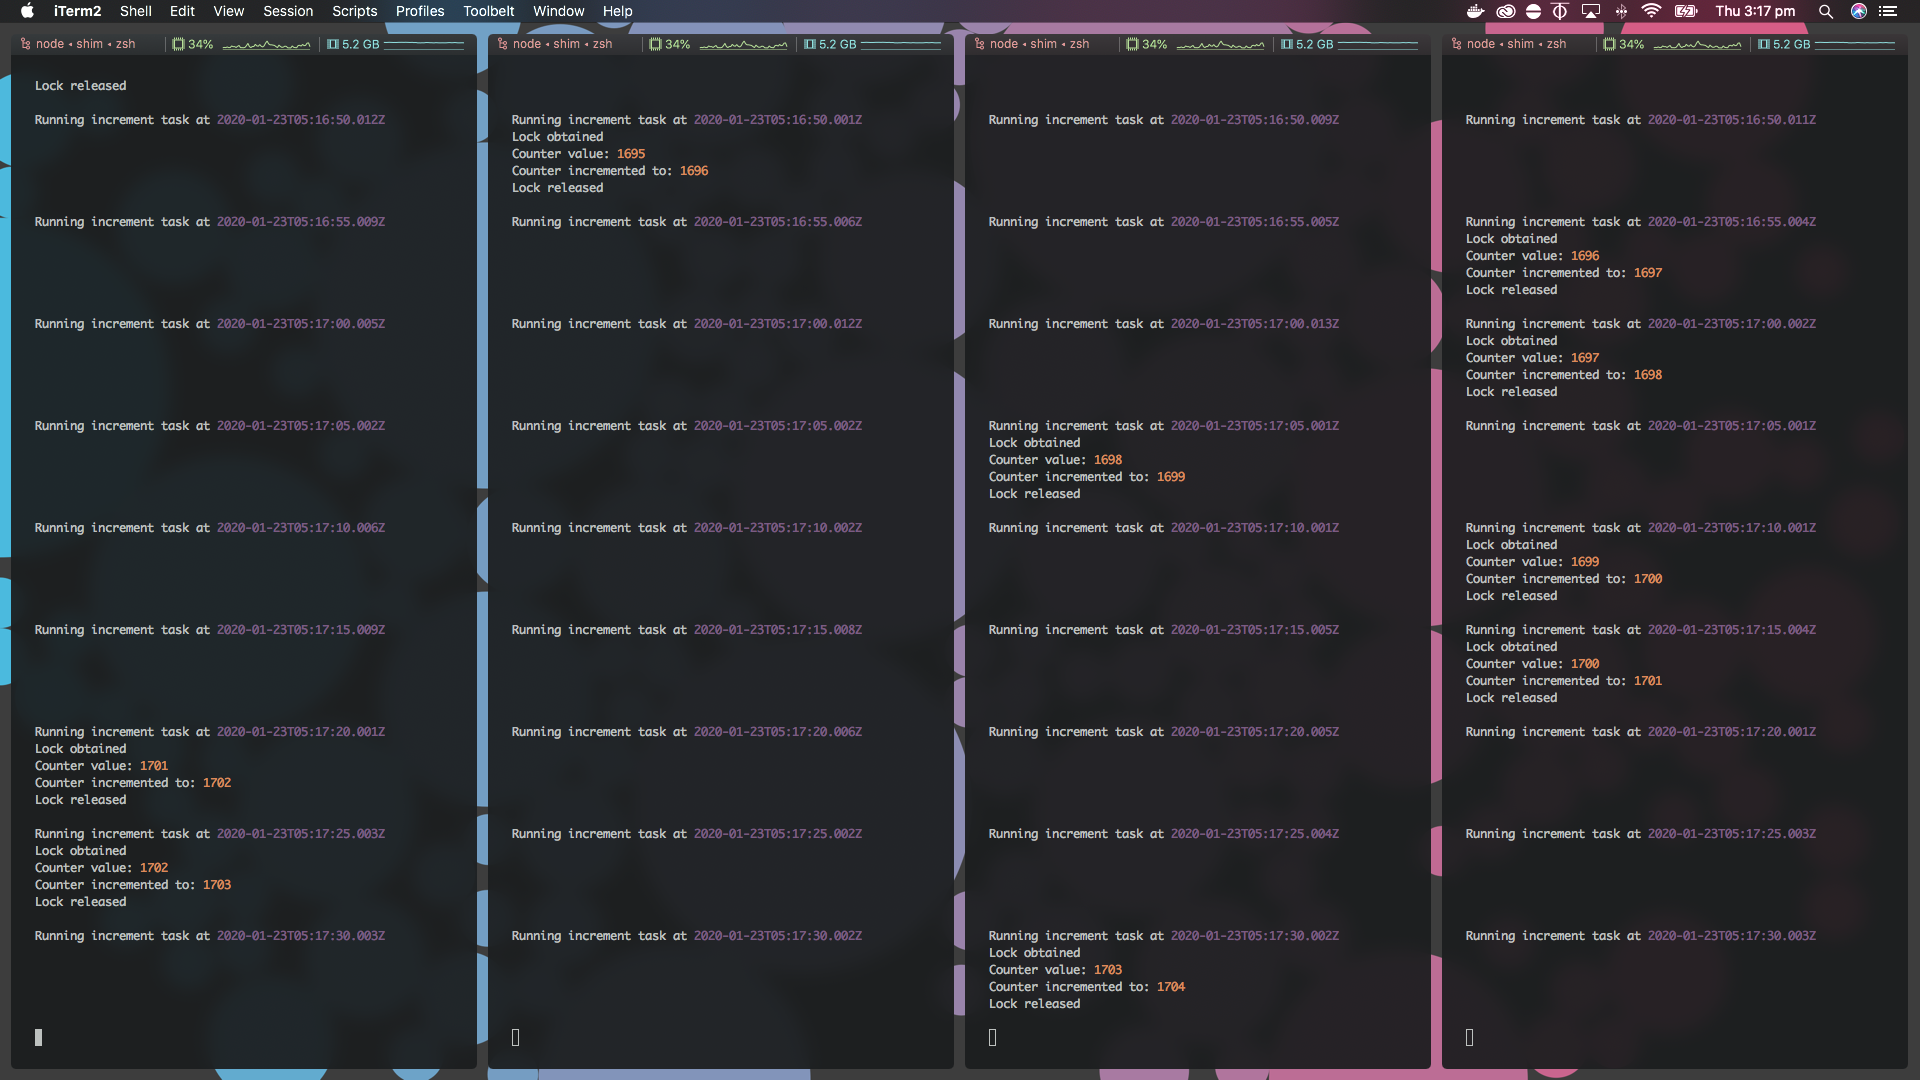 iTerm2 Shell Edit View Session Scripts Profiles Toolbelt Window Help Thu 3:17 pm
node • shim • zsh 34% 5.2 GB
Lock released
Running increment task at 2020-01-23T05:16:50.012Z
Running increment task at 2020-01-23T05:16:55.009Z
Running increment task at 2020-01-23T05:17:00.005Z
Running increment task at 2020-01-23T05:17:05.002Z
Running increment task at 2020-01-23T05:17:10.006Z
Running increment task at 2020-01-23T05:17:15.009Z
Running increment task at 2020-01-23T05:17:20.001Z
Lock obtained
Counter value: 1701
Counter incremented to: 1702
Lock released
Running increment task at 2020-01-23T05:17:25.003Z
Lock obtained
Counter value: 1702
Counter incremented to: 1703
Lock released
Running increment task at 2020-01-23T05:17:30.003Z
node • shim • zsh 34% 5.2 GB
Running increment task at 2020-01-23T05:16:50.001Z
Lock obtained
Counter value: 1695
Counter incremented to: 1696
Lock released
Running increment task at 2020-01-23T05:16:55.006Z
Running increment task at 2020-01-23T05:17:00.012Z
Running increment task at 2020-01-23T05:17:05.002Z
Running increment task at 2020-01-23T05:17:10.002Z
Running increment task at 2020-01-23T05:17:15.008Z
Running increment task at 2020-01-23T05:17:20.006Z
Running increment task at 2020-01-23T05:17:25.002Z
Running increment task at 2020-01-23T05:17:30.002Z
node • shim • zsh 34% 5.2 GB
Running increment task at 2020-01-23T05:16:50.009Z
Running increment task at 2020-01-23T05:16:55.005Z
Running increment task at 2020-01-23T05:17:00.013Z
Running increment task at 2020-01-23T05:17:05.001Z
Lock obtained
Counter value: 1698
Counter incremented to: 1699
Lock released
Running increment task at 2020-01-23T05:17:10.001Z
Running increment task at 2020-01-23T05:17:15.005Z
Running increment task at 2020-01-23T05:17:20.005Z
Running increment task at 2020-01-23T05:17:25.004Z
Running increment task at 2020-01-23T05:17:30.002Z
Lock obtained
Counter value: 1703
Counter incremented to: 1704
Lock released
node • shim • zsh 34% 5.2 GB
Running increment task at 2020-01-23T05:16:50.011Z
Running increment task at 2020-01-23T05:16:55.004Z
Lock obtained
Counter value: 1696
Counter incremented to: 1697
Lock released
Running increment task at 2020-01-23T05:17:00.002Z
Lock obtained
Counter value: 1697
Counter incremented to: 1698
Lock released
Running increment task at 2020-01-23T05:17:05.001Z
Running increment task at 2020-01-23T05:17:10.001Z
Lock obtained
Counter value: 1699
Counter incremented to: 1700
Lock released
Running increment task at 2020-01-23T05:17:15.004Z
Lock obtained
Counter value: 1700
Counter incremented to: 1701
Lock released
Running increment task at 2020-01-23T05:17:20.001Z
Running increment task at 2020-01-23T05:17:25.003Z
Running increment task at 2020-01-23T05:17:30.003Z